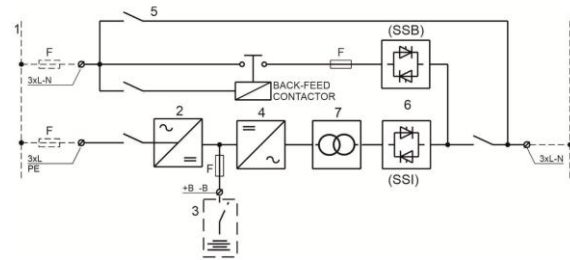 1
5
F
3xL-N
(SSB)
F
BACK-FEED
CONTACTOR
2
4
7
6
F
3xL
PE
F
(SSI)
3xL-N
+B -B
3